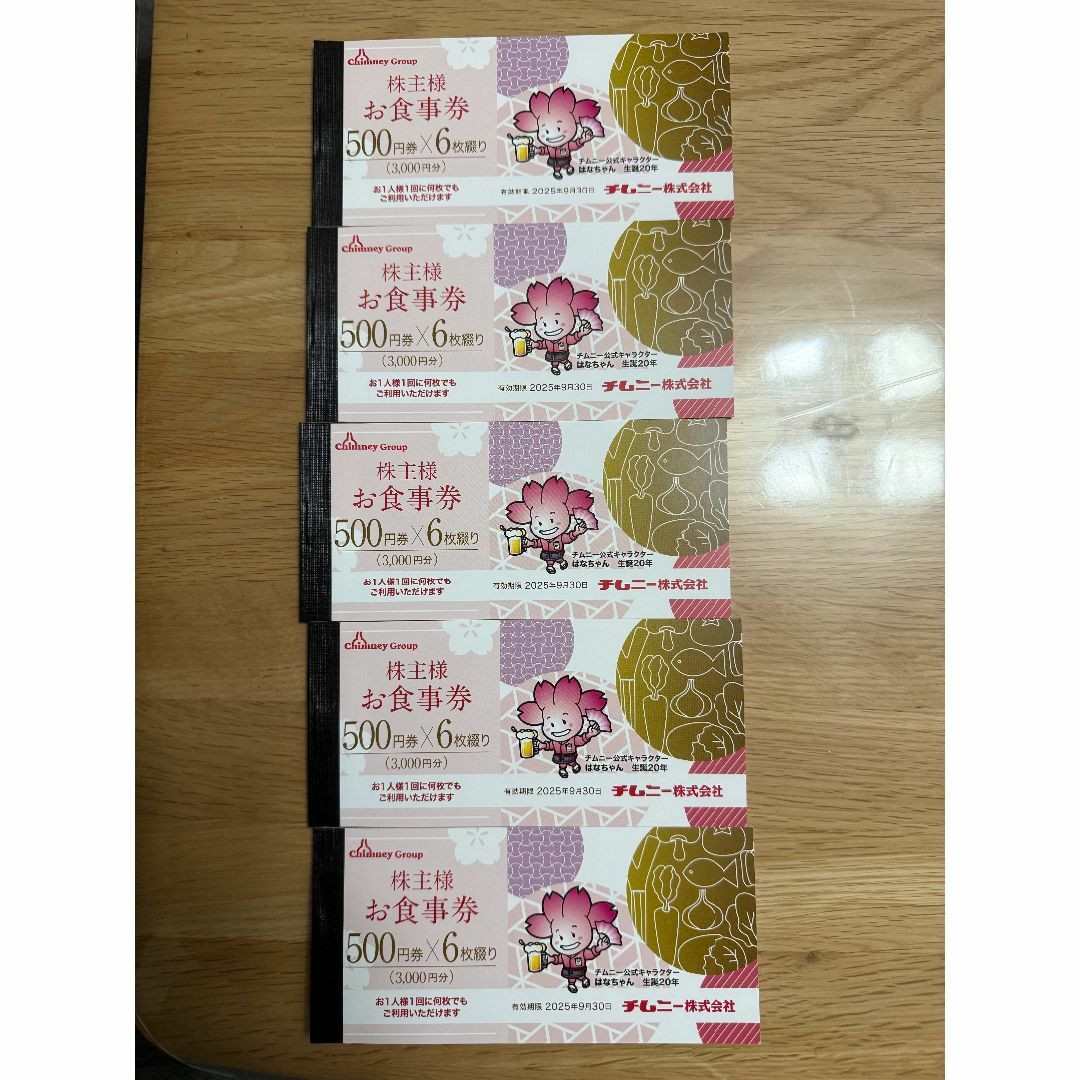 Chimney Group
株主様
お食事券
500円券×6枚綴り
(3,000円分)
お1人様1回に何枚でも
ご利用いただけます
チムニー公式キャラクター
はなちゃん 生誕20年
有効期限 2025年9月30日 チムニー株式会社
Chimney Group
株主様
お食事券
500円券×6枚綴り
(3,000円分)
お1人様1回に何枚でも
ご利用いただけます
チムニー公式キャラクター
はなちゃん 生誕20年
有効期限 2025年9月30日 チムニー株式会社
Chimney Group
株主様
お食事券
500円券×6枚綴り
(3,000円分)
お1人様1回に何枚でも
ご利用いただけます
チムニー公式キャラクター
はなちゃん 生誕20年
有効期限 2025年9月30日 チムニー株式会社
Chimney Group
株主様
お食事券
500円券×6枚綴り
(3,000円分)
お1人様1回に何枚でも
ご利用いただけます
チムニー公式キャラクター
はなちゃん 生誕20年
有効期限 2025年9月30日 チムニー株式会社
Chimney Group
株主様
お食事券
500円券×6枚綴り
(3,000円分)
お1人様1回に何枚でも
ご利用いただけます
チムニー公式キャラクター
はなちゃん 生誕20年
有効期限 2025年9月30日 チムニー株式会社